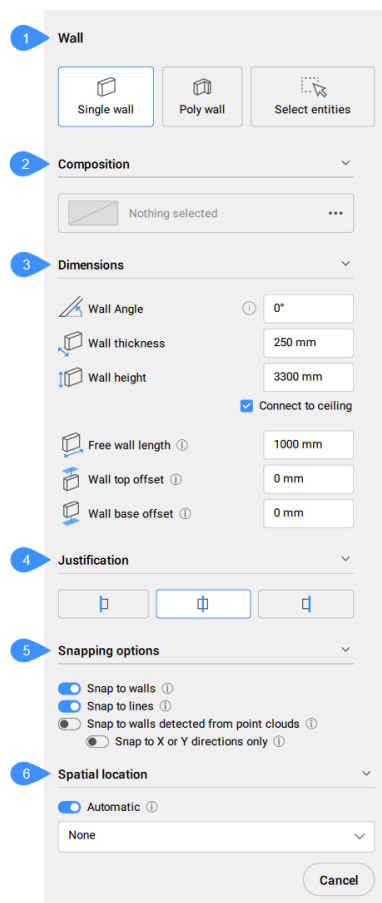 1 Wall
Single wall Poly wall Select entities
2 Composition
Nothing selected
3 Dimensions
Wall Angle 0°
Wall thickness 250 mm
Wall height 3300 mm
Connect to ceiling
Free wall length 1000 mm
Wall top offset 0 mm
Wall base offset 0 mm
4 Justification
5 Snapping options
Snap to walls
Snap to lines
Snap to walls detected from point clouds
Snap to X or Y directions only
6 Spatial location
Automatic
None
Cancel